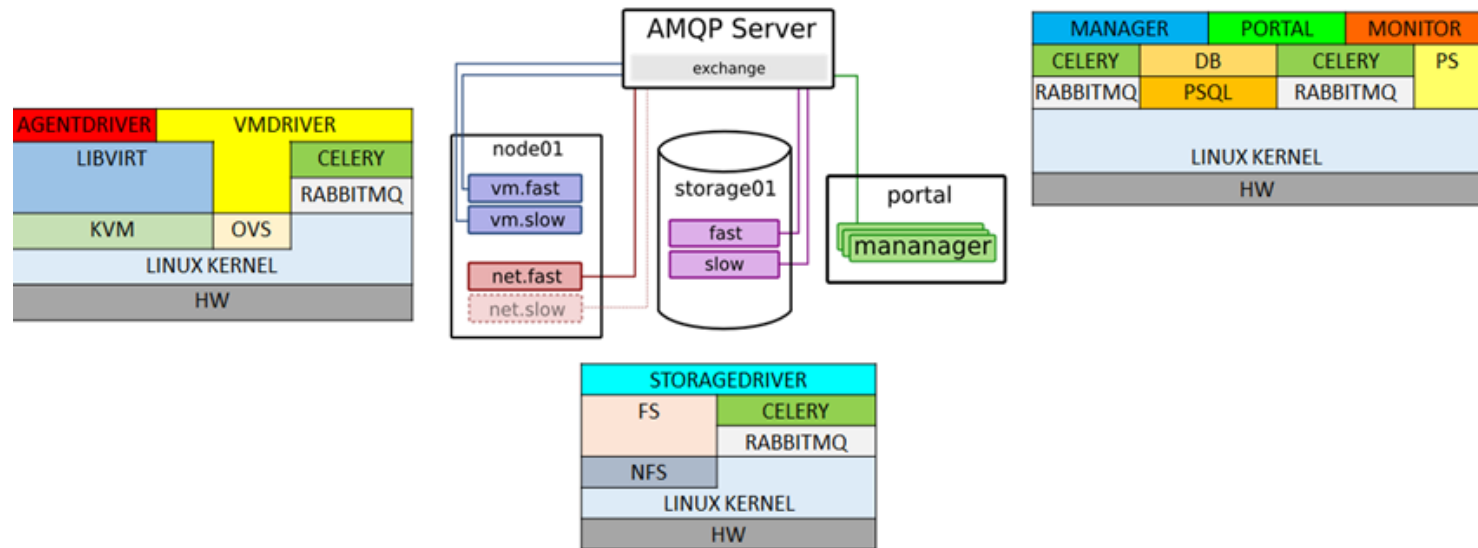 AMQP Server
exchange
AGENTDRIVER VMDRIVER
LIBVIRT CELERY
RABBITMQ
KVM OVS
LINUX KERNEL
HW
node01
vm.fast
vm.slow
net.fast
net.slow
storage01
fast
slow
portal
mananager
MANAGER PORTAL MONITOR
CELERY DB CELERY PS
RABBITMQ PSQL RABBITMQ
LINUX KERNEL
HW
STORAGEDRIVER
FS CELERY
RABBITMQ
NFS
LINUX KERNEL
HW